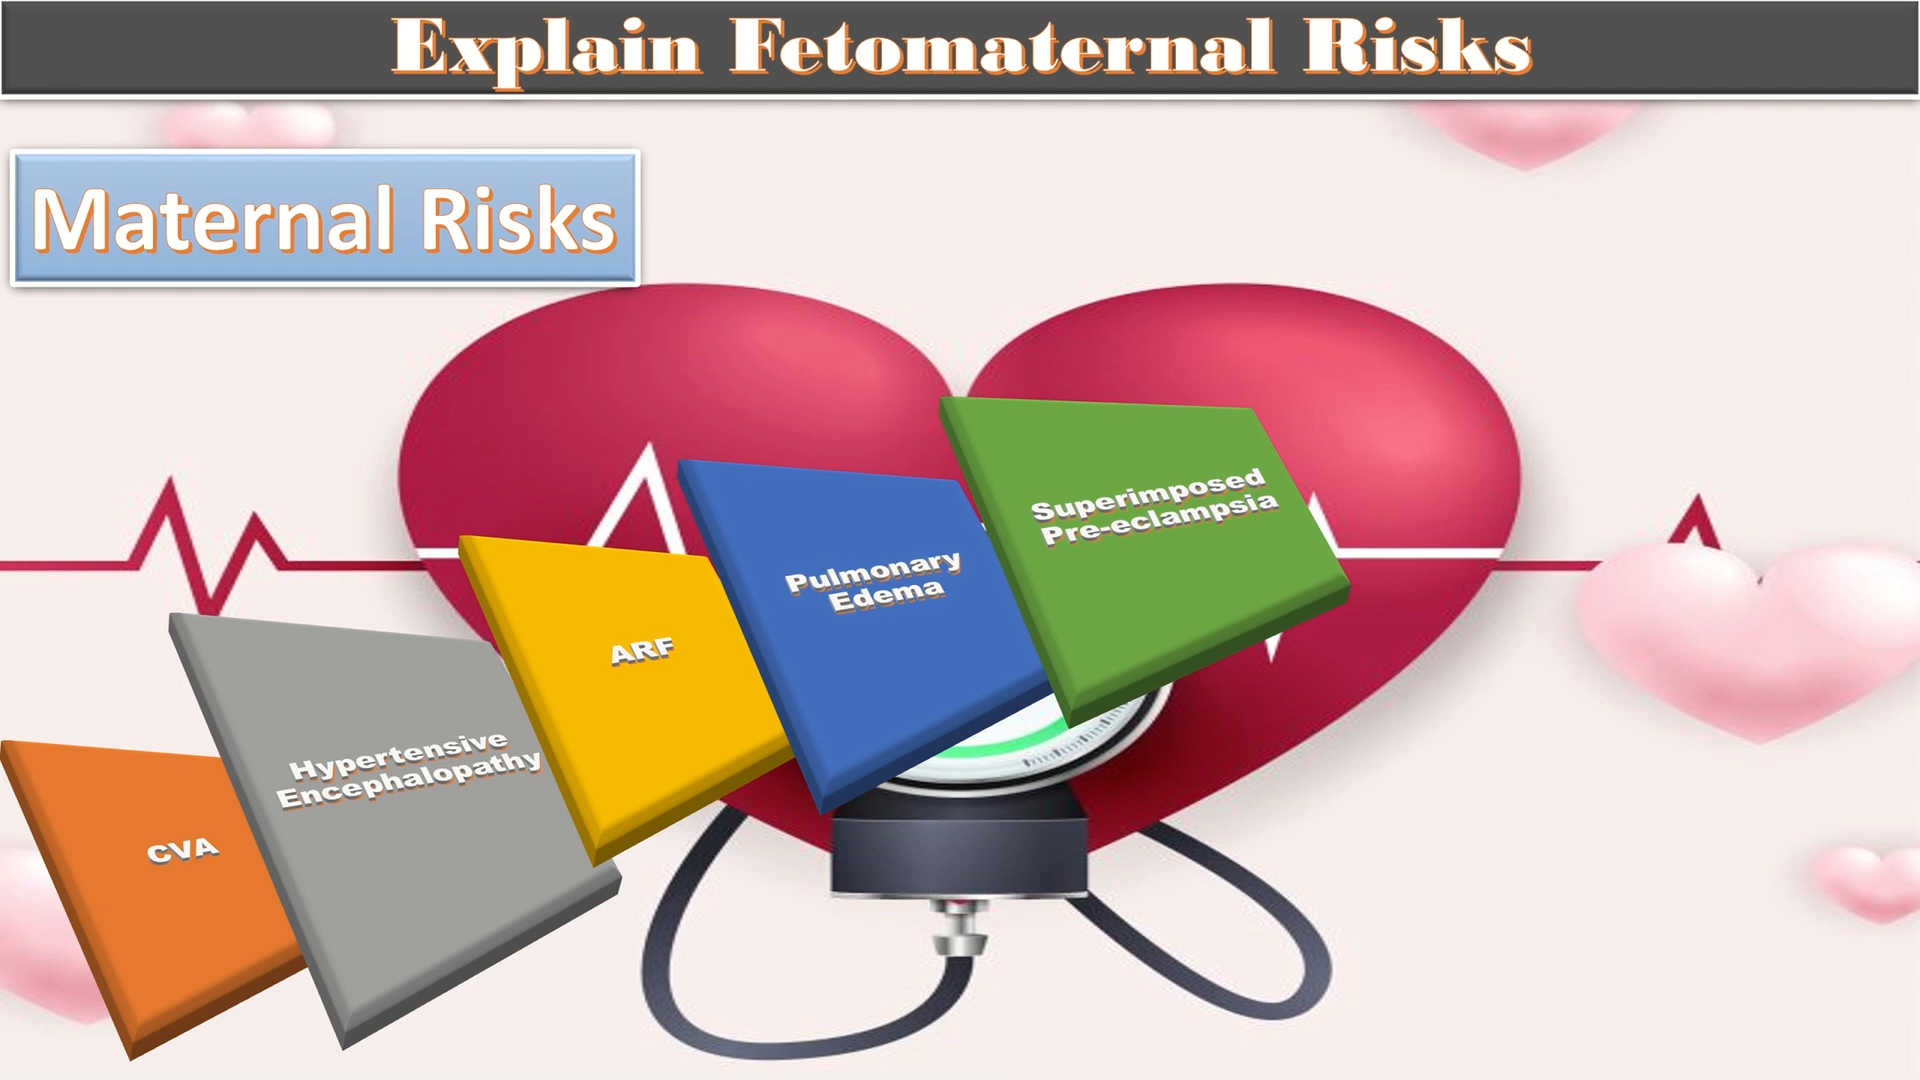 Explain Fetomaternal Risks
Maternal Risks
CVA
Hypertensive
Encephalopathy
ARF
Pulmonary
Edema
Superimposed
Pre-eclampsia